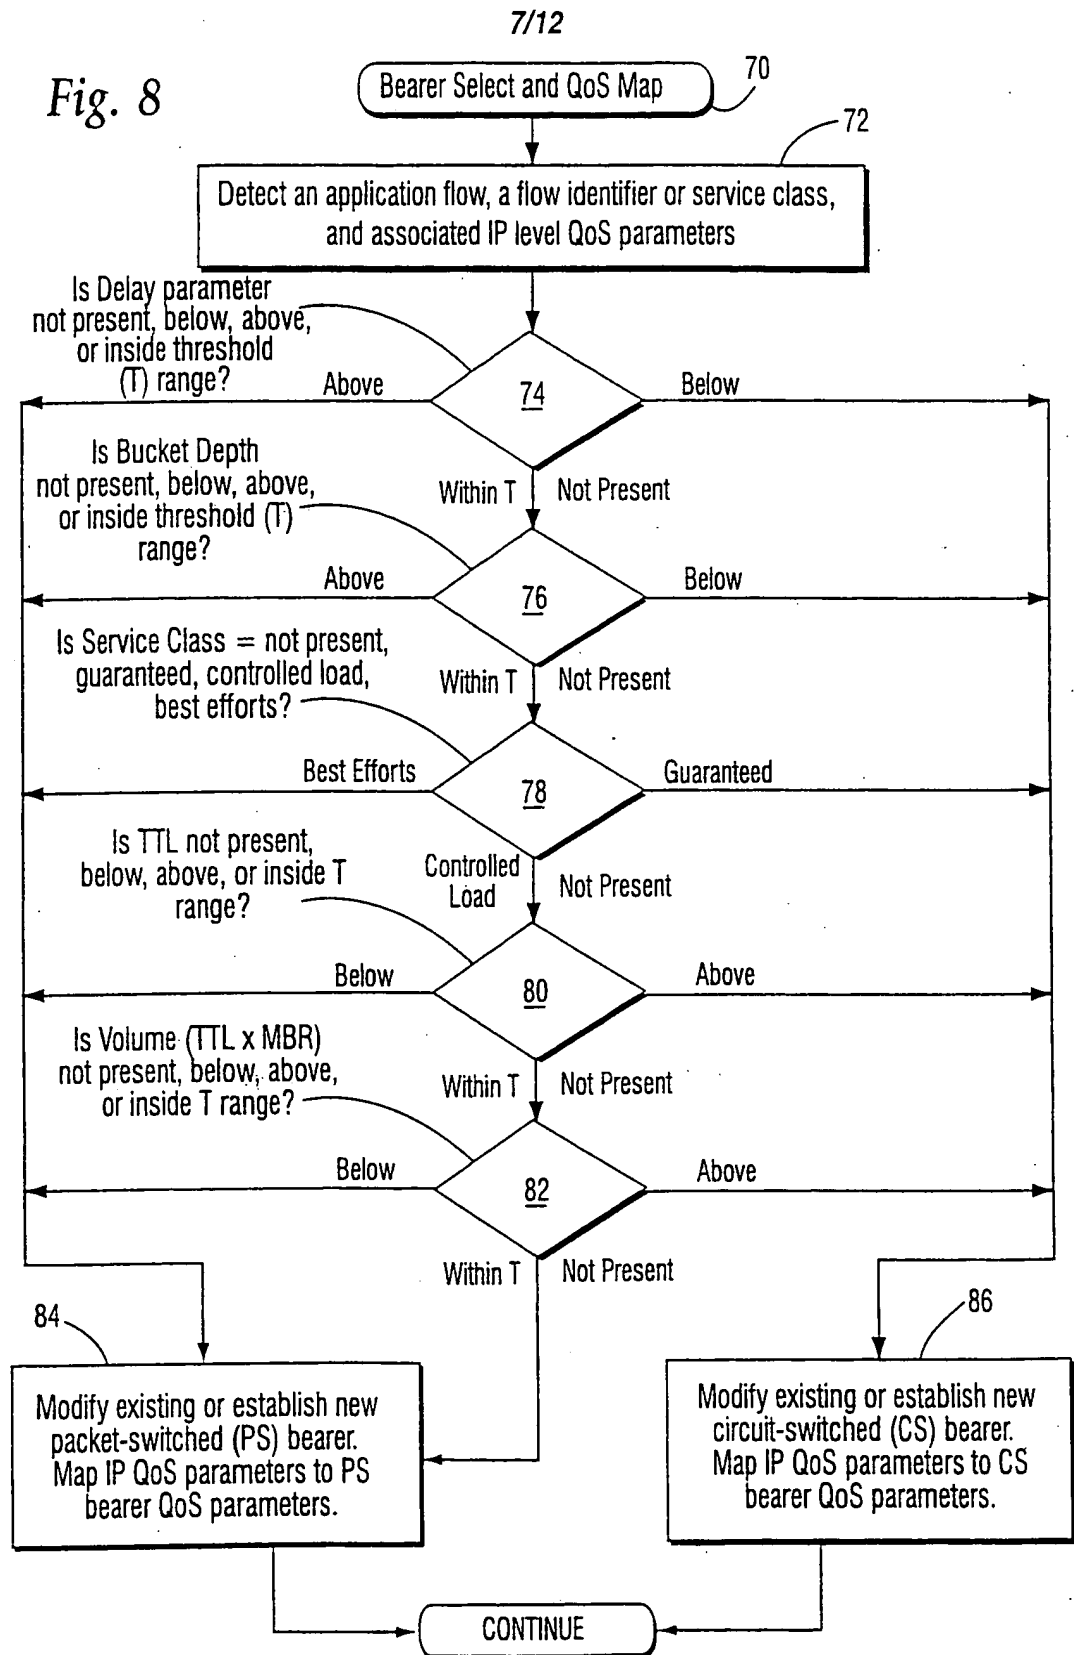 7/12
Fig. 8
Bearer Select and QoS Map
70
72
Detect an application flow, a flow identifier or service class,
and associated IP level QoS parameters
Is Delay parameter
not present, below, above,
or inside threshold
(T) range?
Above
74
Below
Within T
Not Present
Is Bucket Depth
not present, below, above,
or inside threshold (T)
range?
Above
76
Below
Within T
Not Present
Is Service Class = not present,
guaranteed, controlled load,
best efforts?
Best Efforts
78
Guaranteed
Controlled
Load
Not Present
Is TTL not present,
below, above, or inside T
range?
Below
80
Above
Within T
Not Present
Is Volume (TTL x MBR)
not present, below, above,
or inside T range?
Below
82
Above
Within T
Not Present
84
Modify existing or establish new
packet-switched (PS) bearer.
Map IP QoS parameters to PS
bearer QoS parameters.
86
Modify existing or establish new
circuit-switched (CS) bearer.
Map IP QoS parameters to CS
bearer QoS parameters.
CONTINUE